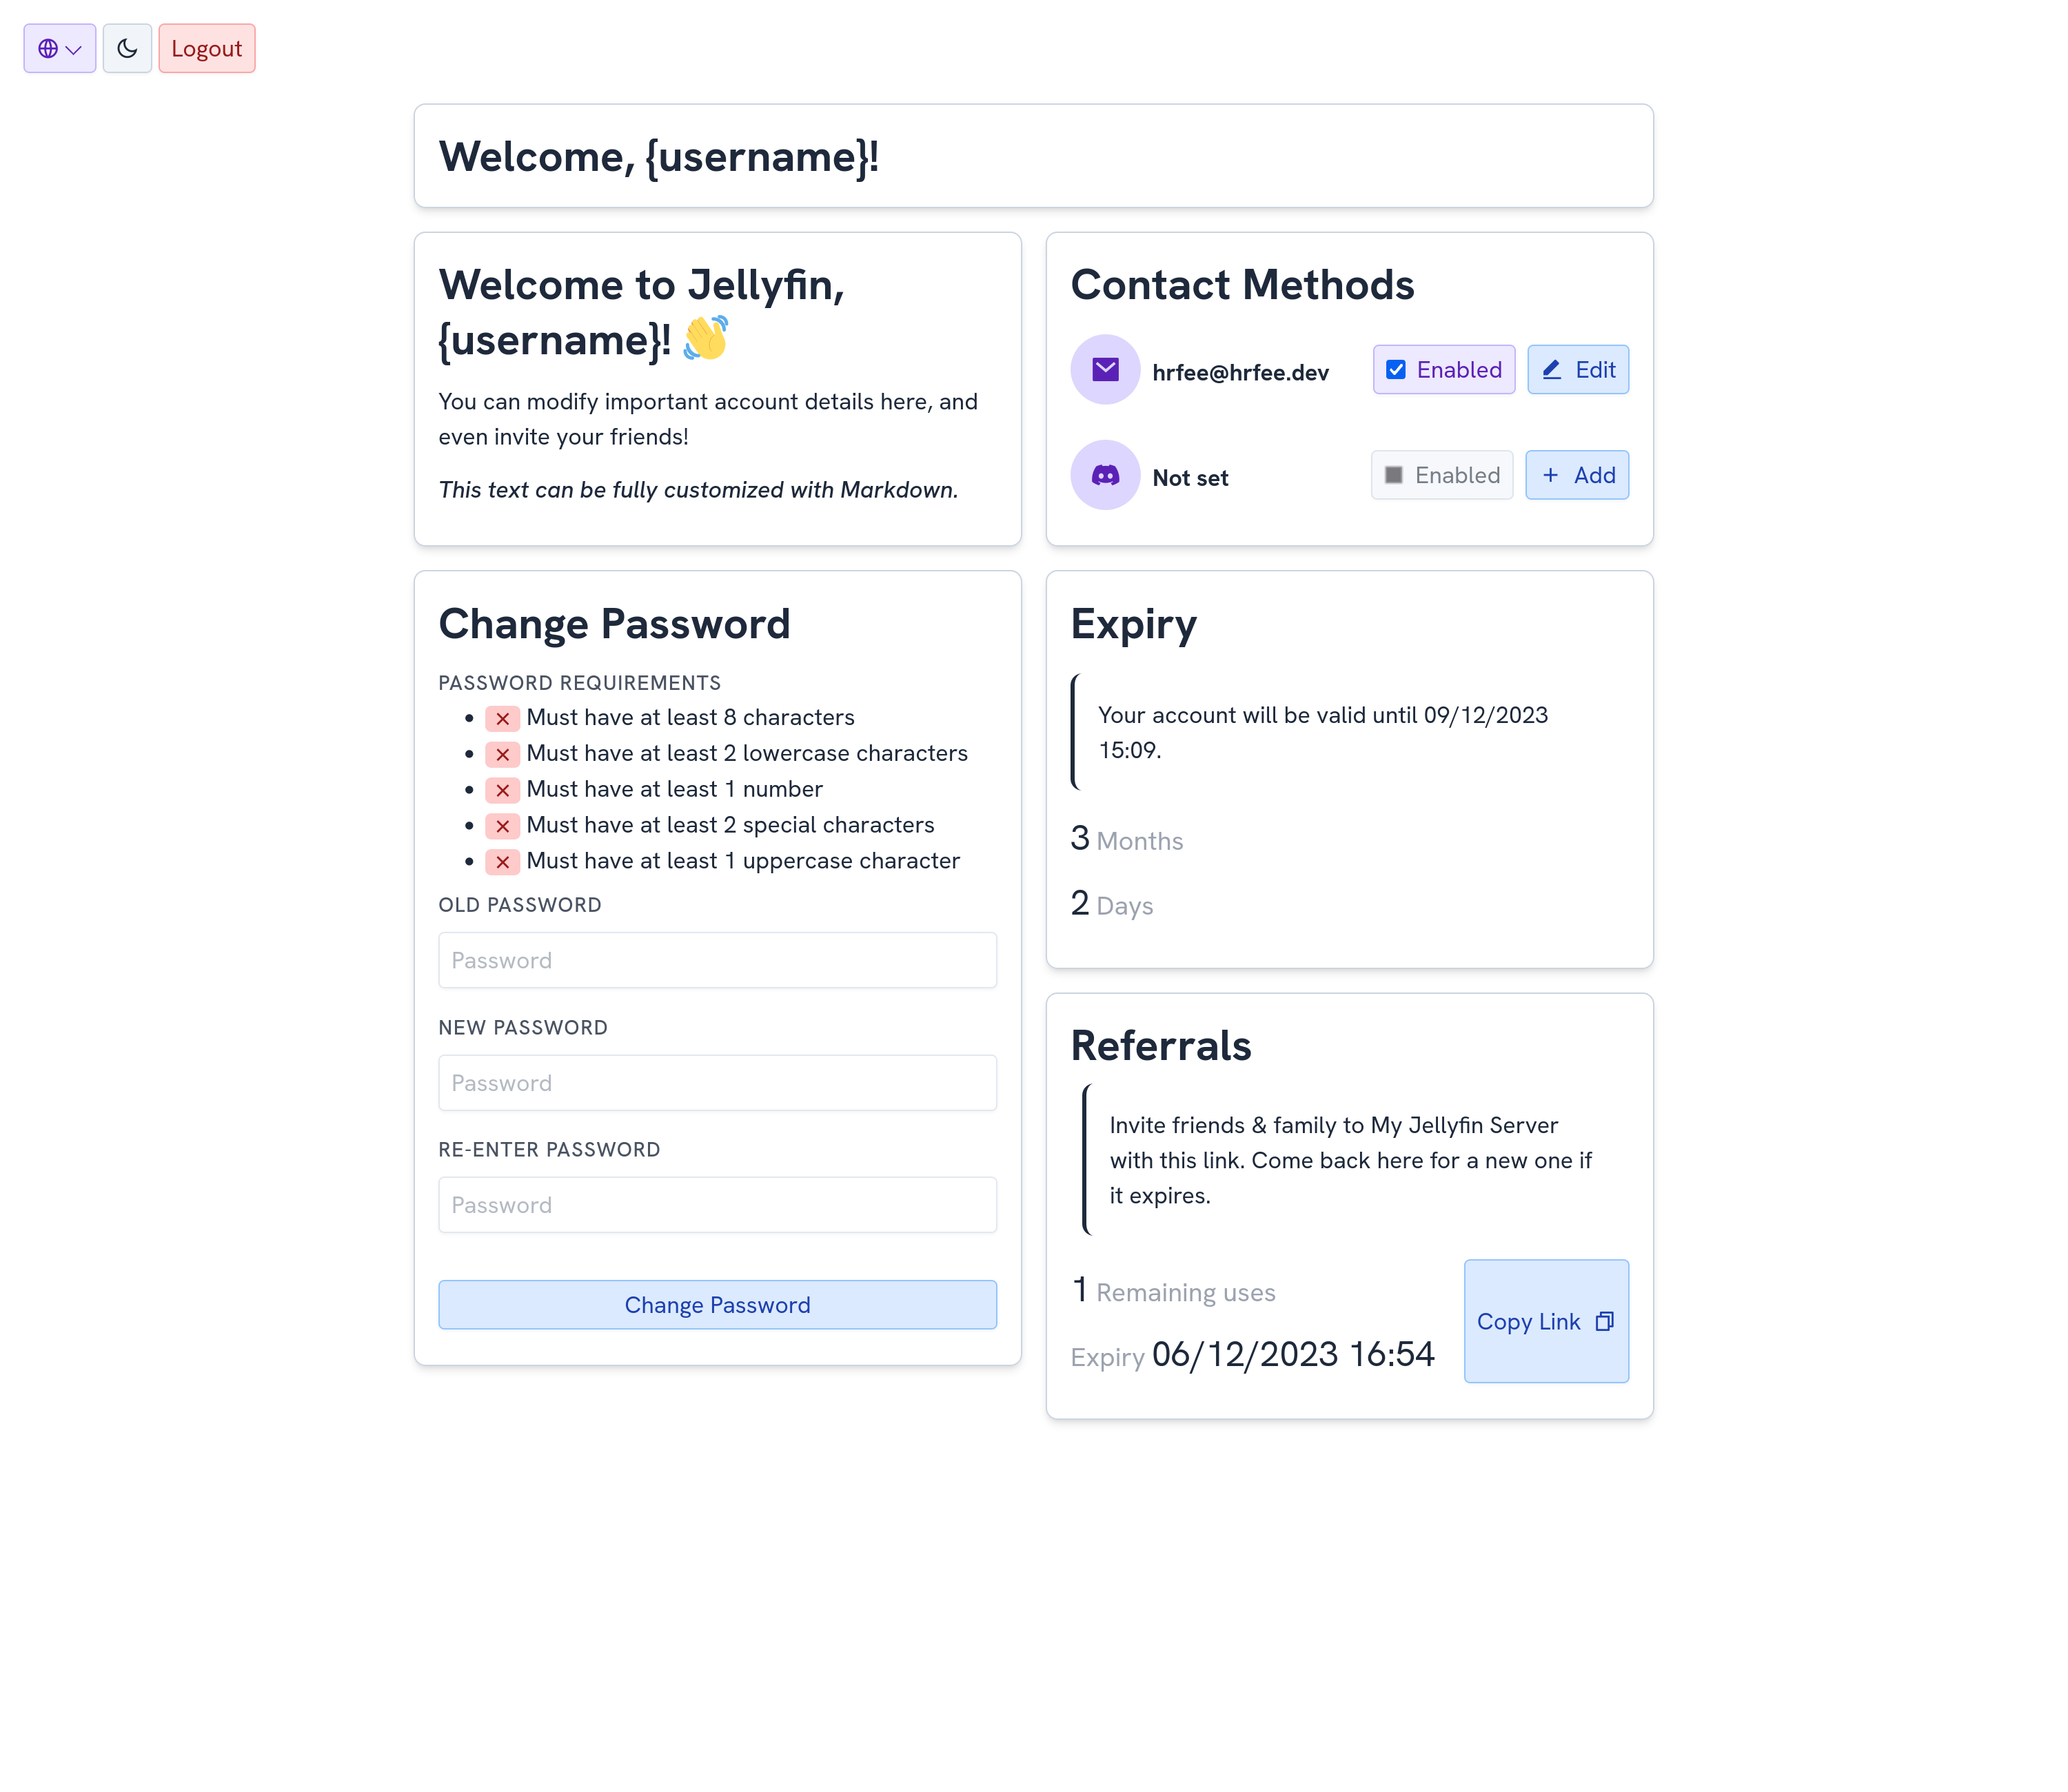 Logout
Welcome, {username}!
Welcome to Jellyfin,
{username}! 👋
You can modify important account details here, and
even invite your friends!
This text can be fully customized with Markdown.
Contact Methods
hrfee@hrfee.dev Enabled Edit
Not set Enabled Add
Change Password
PASSWORD REQUIREMENTS
Must have at least 8 characters
Must have at least 2 lowercase characters
Must have at least 1 number
Must have at least 2 special characters
Must have at least 1 uppercase character
OLD PASSWORD
Password
NEW PASSWORD
Password
RE-ENTER PASSWORD
Password
Change Password
Expiry
Your account will be valid until 09/12/2023
15:09.
3 Months
2 Days
Referrals
Invite friends & family to My Jellyfin Server
with this link. Come back here for a new one if
it expires.
1 Remaining uses
Expiry 06/12/2023 16:54
Copy Link